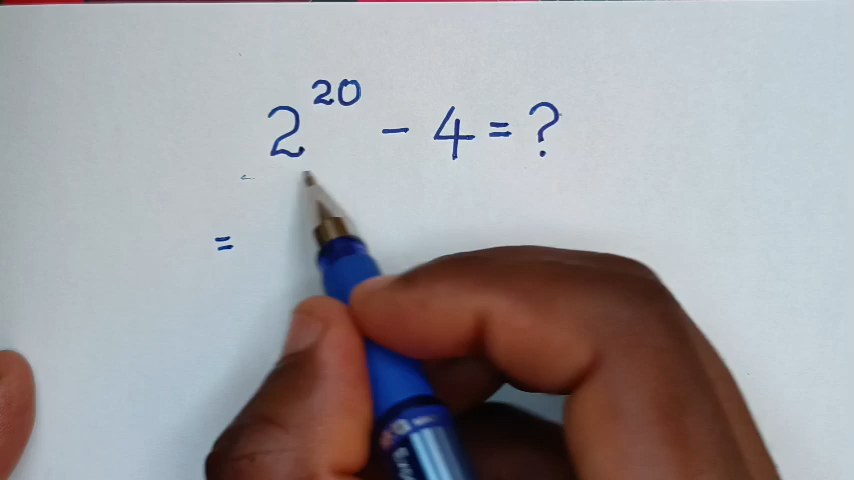 2²⁰ - 4 = ?
=